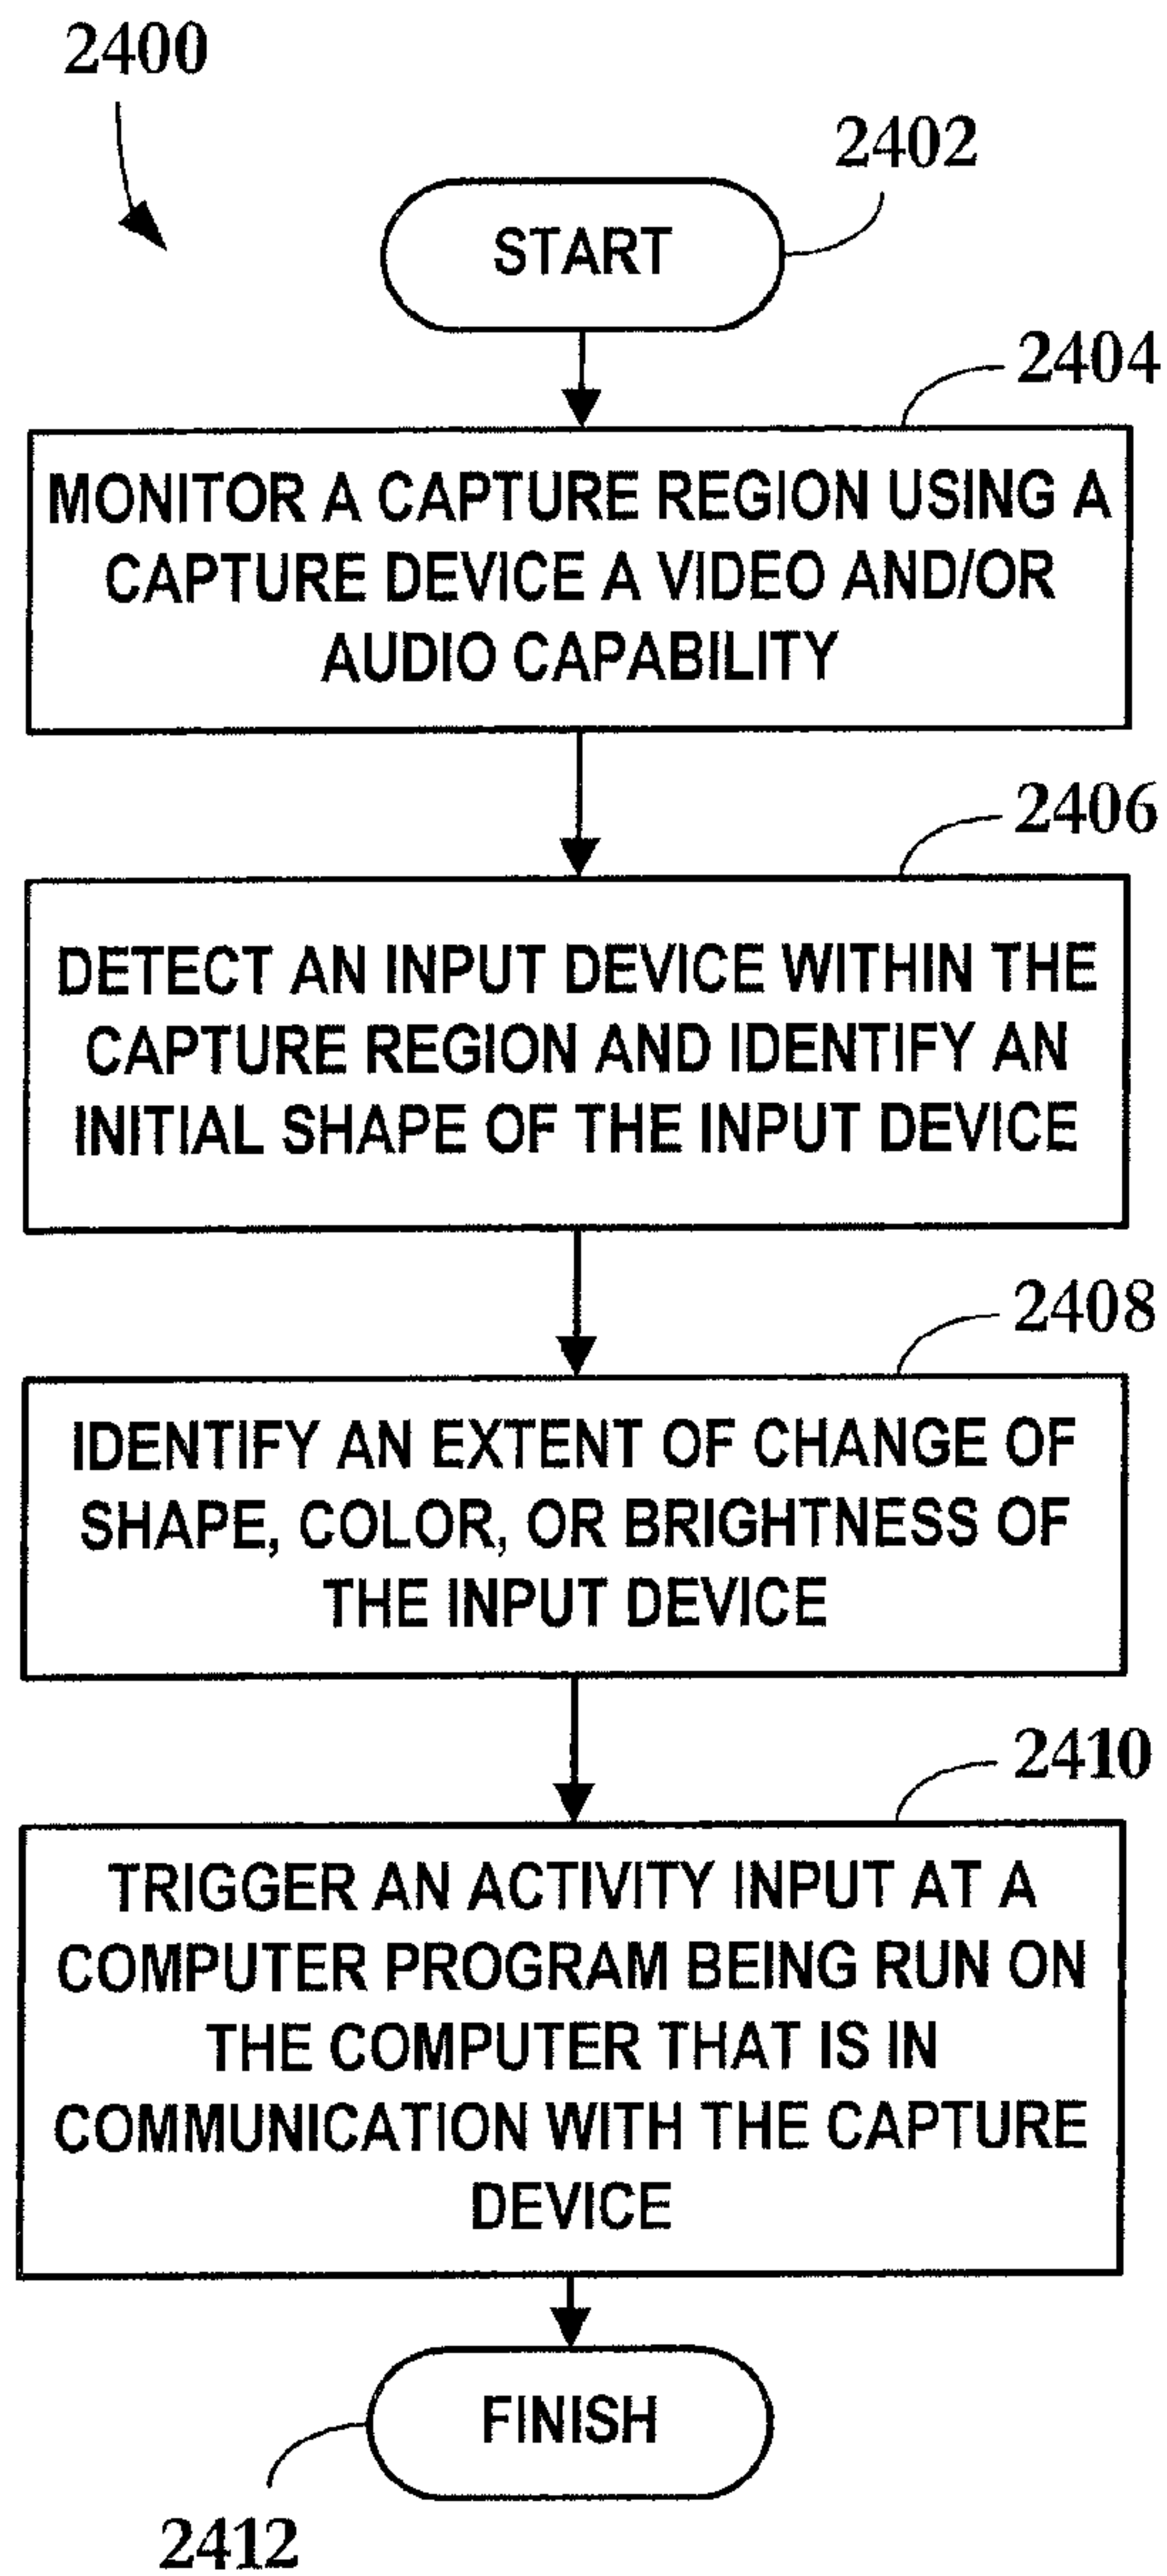 2400
2402
START
2404
MONITOR A CAPTURE REGION USING A
CAPTURE DEVICE A VIDEO AND/OR
AUDIO CAPABILITY
2406
DETECT AN INPUT DEVICE WITHIN THE
CAPTURE REGION AND IDENTIFY AN
INITIAL SHAPE OF THE INPUT DEVICE
2408
IDENTIFY AN EXTENT OF CHANGE OF
SHAPE, COLOR, OR BRIGHTNESS OF
THE INPUT DEVICE
2410
TRIGGER AN ACTIVITY INPUT AT A
COMPUTER PROGRAM BEING RUN ON
THE COMPUTER THAT IS IN
COMMUNICATION WITH THE CAPTURE
DEVICE
FINISH
2412